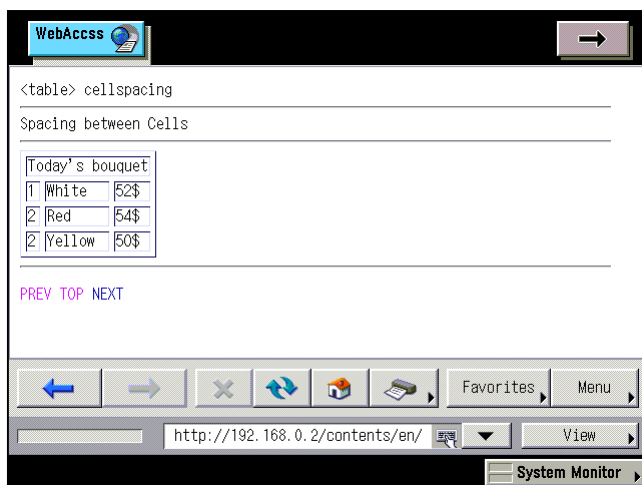 WebAccss
<table> cellspacing
Spacing between Cells
Today's bouquet
1 White 52$
2 Red 54$
2 Yellow 50$
PREV TOP NEXT
Favorites Menu
http://192.168.0.2/contents/en/ View
System Monitor